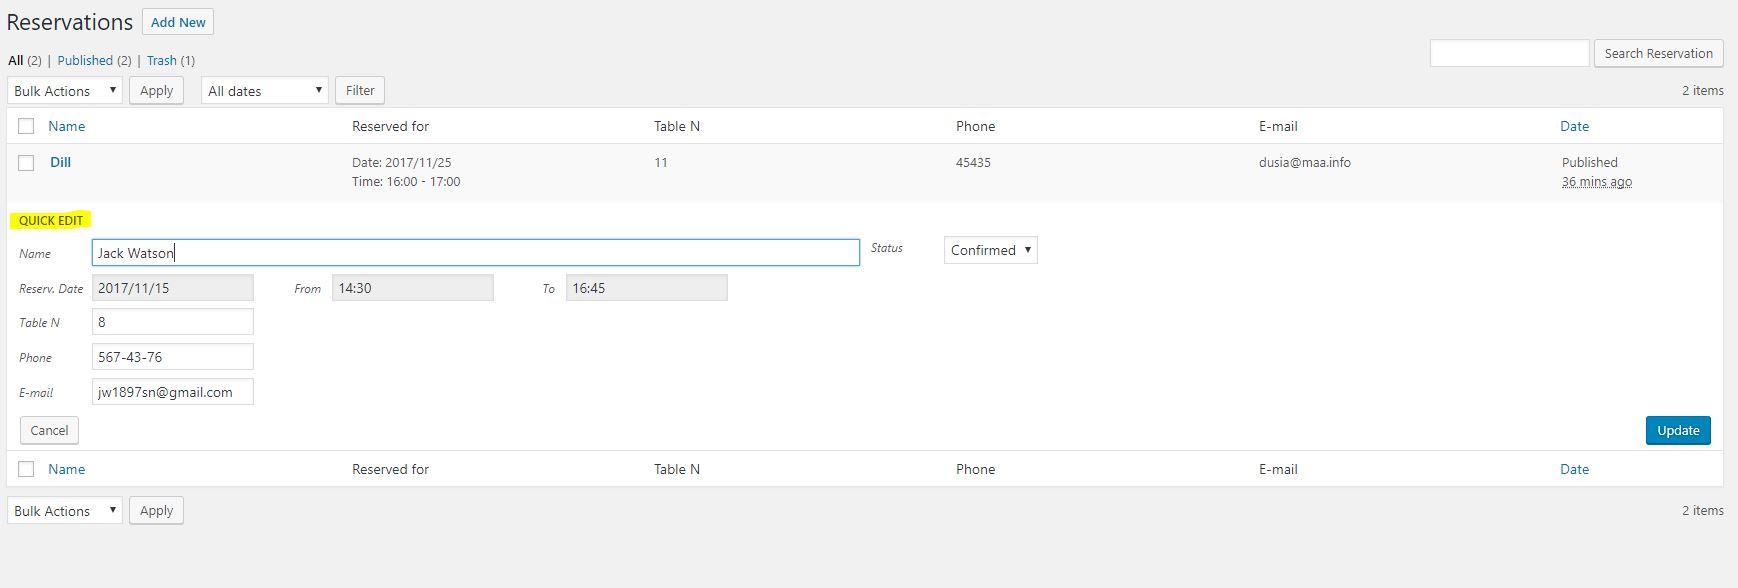 Reservations Add New
All (2) | Published (2) | Trash (1)
Search Reservation
Bulk Actions Apply All dates Filter 2 items
Name Reserved for Table N Phone E-mail Date
Dill Date: 2017/11/25 11 45435 dusia@maa.info Published
Time: 16:00 - 17:00 36 mins ago
QUICK EDIT
Name Jack Watson Status Confirmed
Reserv. Date 2017/11/15 From 14:30 To 16:45
Table N 8
Phone 567-43-76
E-mail jw1897sn@gmail.com
Cancel Update
Name Reserved for Table N Phone E-mail Date
Bulk Actions Apply 2 items